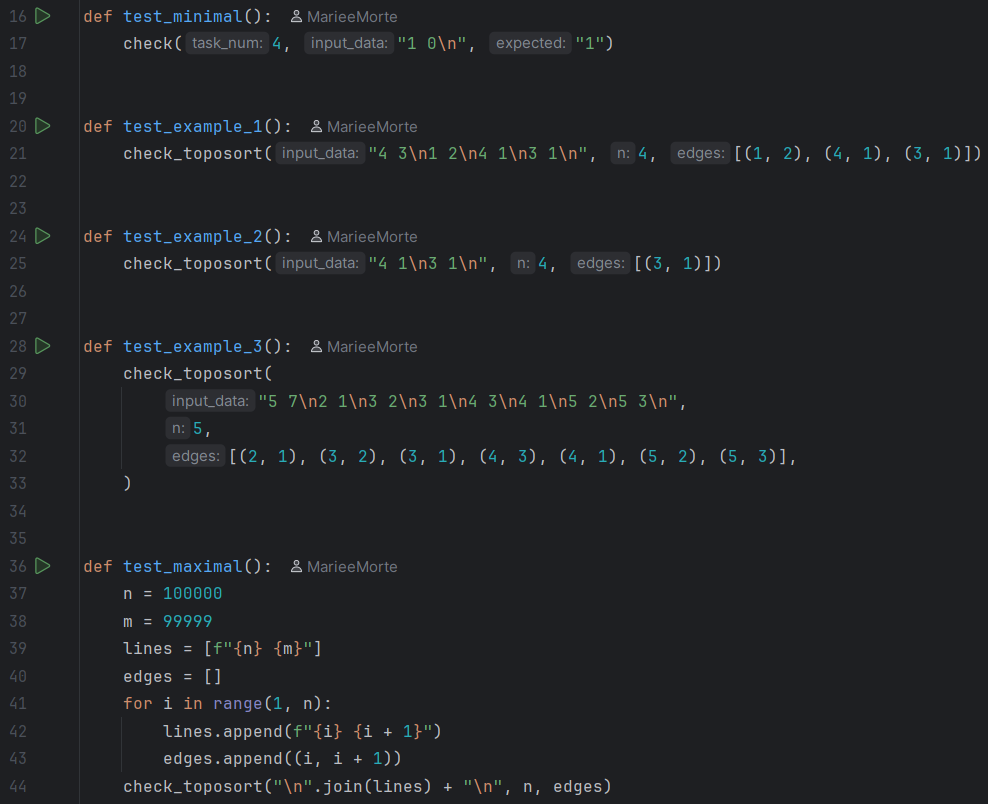 16 def test_minimal(): MarieeMorte
17 check( task_num: 4, input_data: "1 0\n", expected: "1")
18
19
20 def test_example_1(): MarieeMorte
21 check_toposort( input_data: "4 3\n1 2\n4 1\n3 1\n", n: 4, edges: [(1, 2), (4, 1), (3, 1)])
22
23
24 def test_example_2(): MarieeMorte
25 check_toposort( input_data: "4 1\n3 1\n", n: 4, edges: [(3, 1)])
26
27
28 def test_example_3(): MarieeMorte
29 check_toposort(
30 input_data: "5 7\n2 1\n3 2\n3 1\n4 3\n4 1\n5 2\n5 3\n",
31 n: 5,
32 edges: [(2, 1), (3, 2), (3, 1), (4, 3), (4, 1), (5, 2), (5, 3)],
33 )
34
35
36 def test_maximal(): MarieeMorte
37 n = 100000
38 m = 99999
39 lines = [f"{n} {m}"]
40 edges = []
41 for i in range(1, n):
42 lines.append(f"{i} {i + 1}")
43 edges.append((i, i + 1))
44 check_toposort("\n".join(lines) + "\n", n, edges)